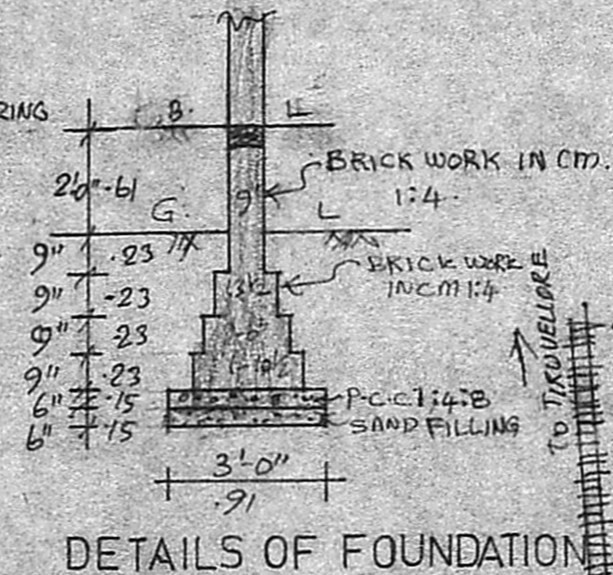 RING
B. L
BRICK WORK IN CM.
1:4.
2'0" .61
9"
G. L
9" .23
BRICK WORK
IN CM 1:4
9" .23
13½
9" .23
9" .23
P.C.C 1:4:8
6" .15
SAND FILLING
6" .15
3'-0"
.91
TO TIRUVELLORE
DETAILS OF FOUNDATION